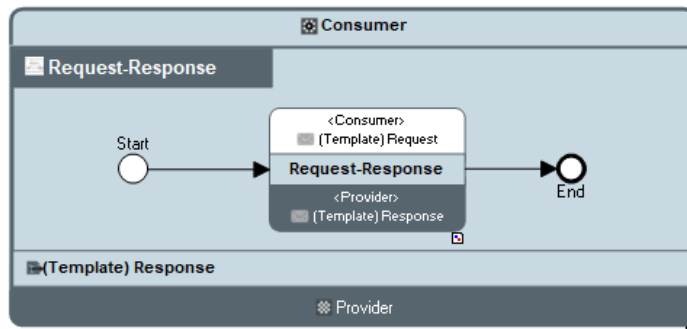 Consumer
Request-Response
Start
<Consumer>
(Template) Request
Request-Response
<Provider>
(Template) Response
End
(Template) Response
Provider